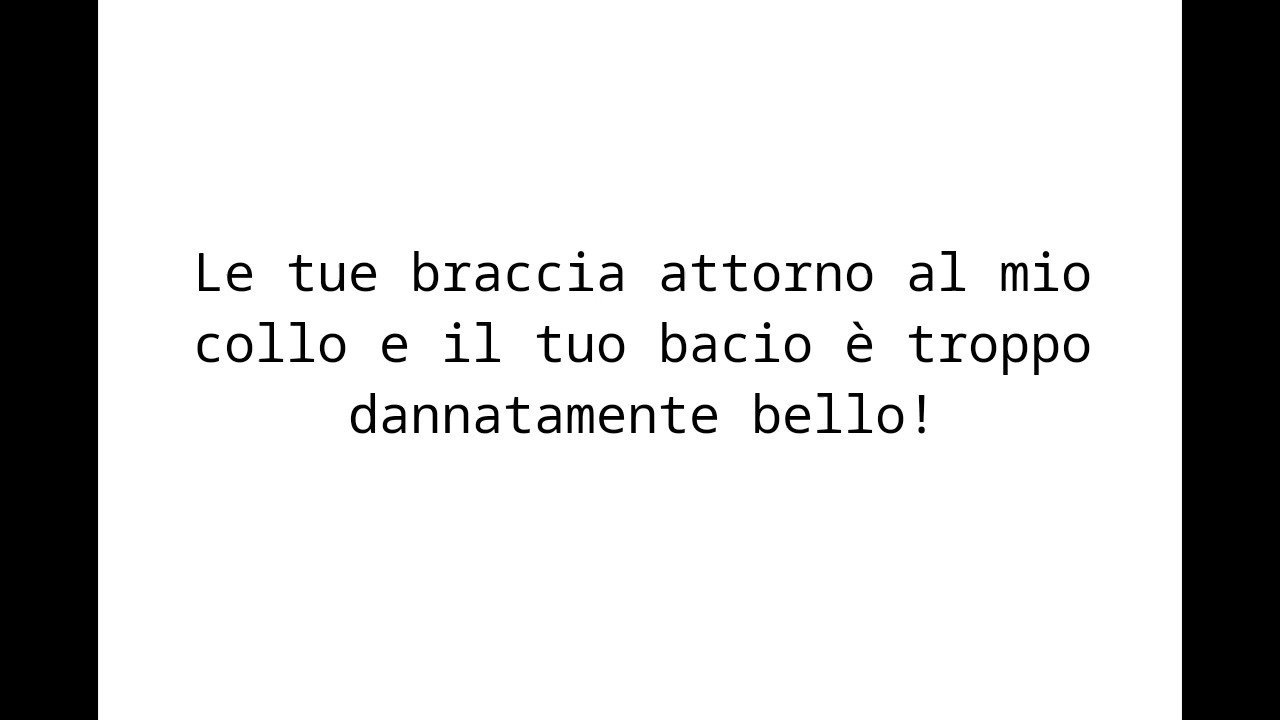 Le tue braccia attorno al mio
collo e il tuo bacio è troppo
dannatamente bello!